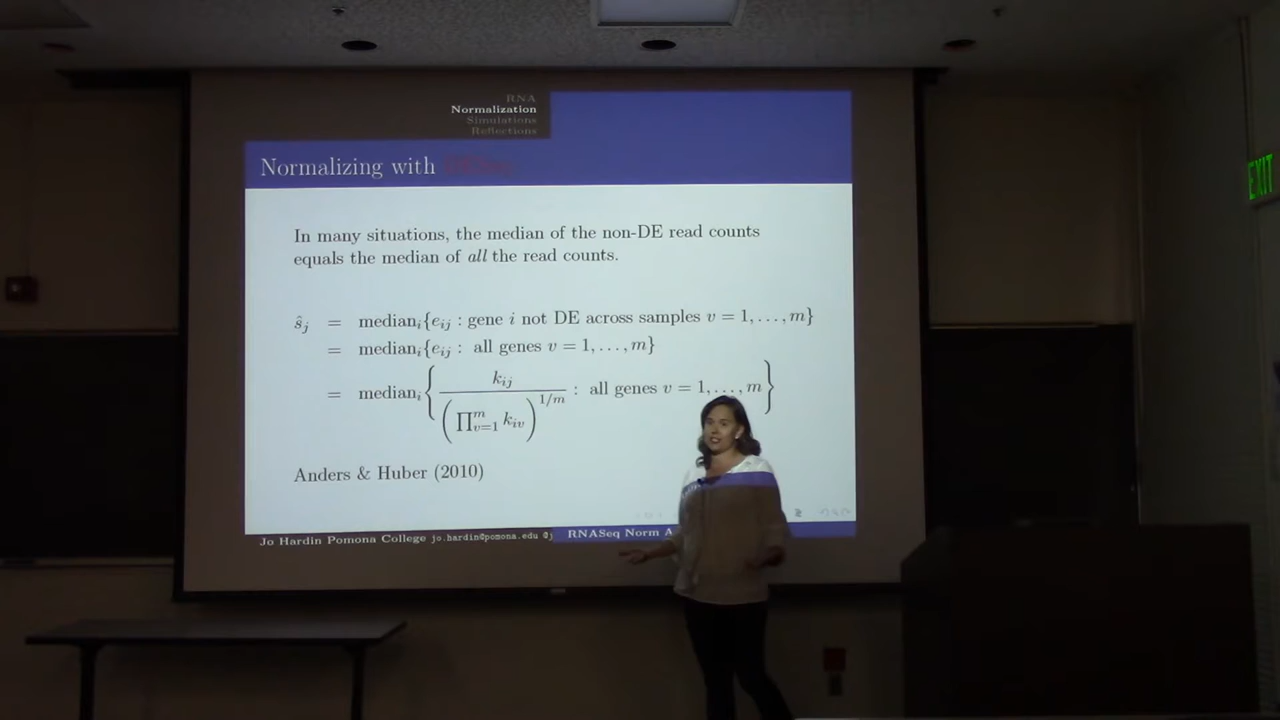 RNA
Normalization
Simulations
Reflections
Normalizing with DESeq
In many situations, the median of the non-DE read counts
equals the median of all the read counts.
ŝ_j = median_i{e_ij : gene i not DE across samples v = 1, . . . , m}
= median_i{e_ij : all genes v = 1, . . . , m}
= median_i { k_ij / (∏_{v=1}^m k_iv)^{1/m} : all genes v = 1, . . . , m }
Anders & Huber (2010)
Jo Hardin Pomona College jo.hardin@pomona.edu @j RNASeq Norm A
EXIT